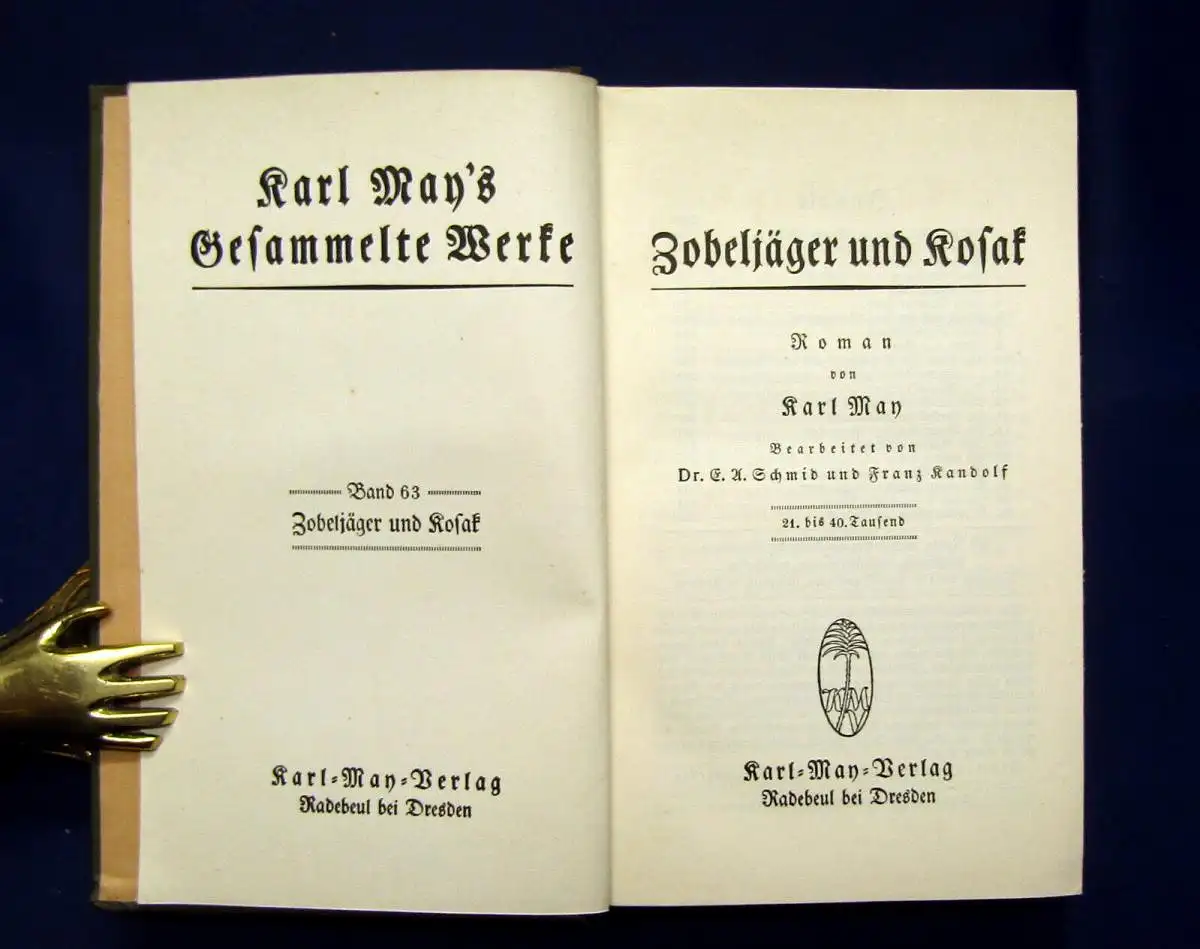 Karl May's
Gesammelte Werke
Band 63
Zobeljäger und Kosak
Karl-May-Verlag
Radebeul bei Dresden
Zobeljäger und Kosak
Roman
von
Karl May
Bearbeitet von
Dr. E. A. Schmid und Franz Kandolf
21. bis 40. Tausend
Karl-May-Verlag
Radebeul bei Dresden